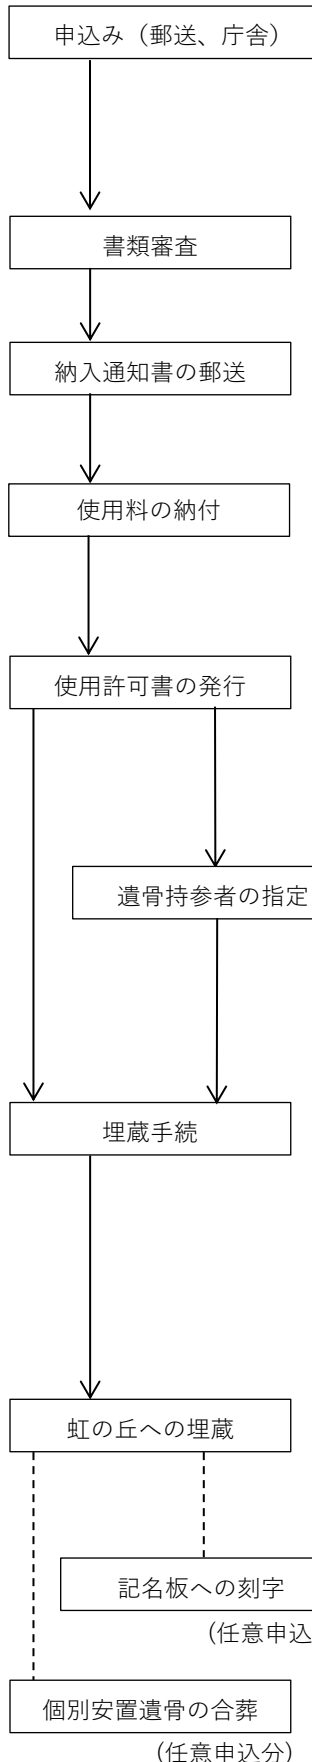 申込み（郵送、庁舎）
書類審査
納入通知書の郵送
使用料の納付
使用許可書の発行
遺骨持参者の指定
埋蔵手続
虹の丘への埋蔵
記名板への刻字
(任意申込
個別安置遺骨の合葬
(任意申込分)